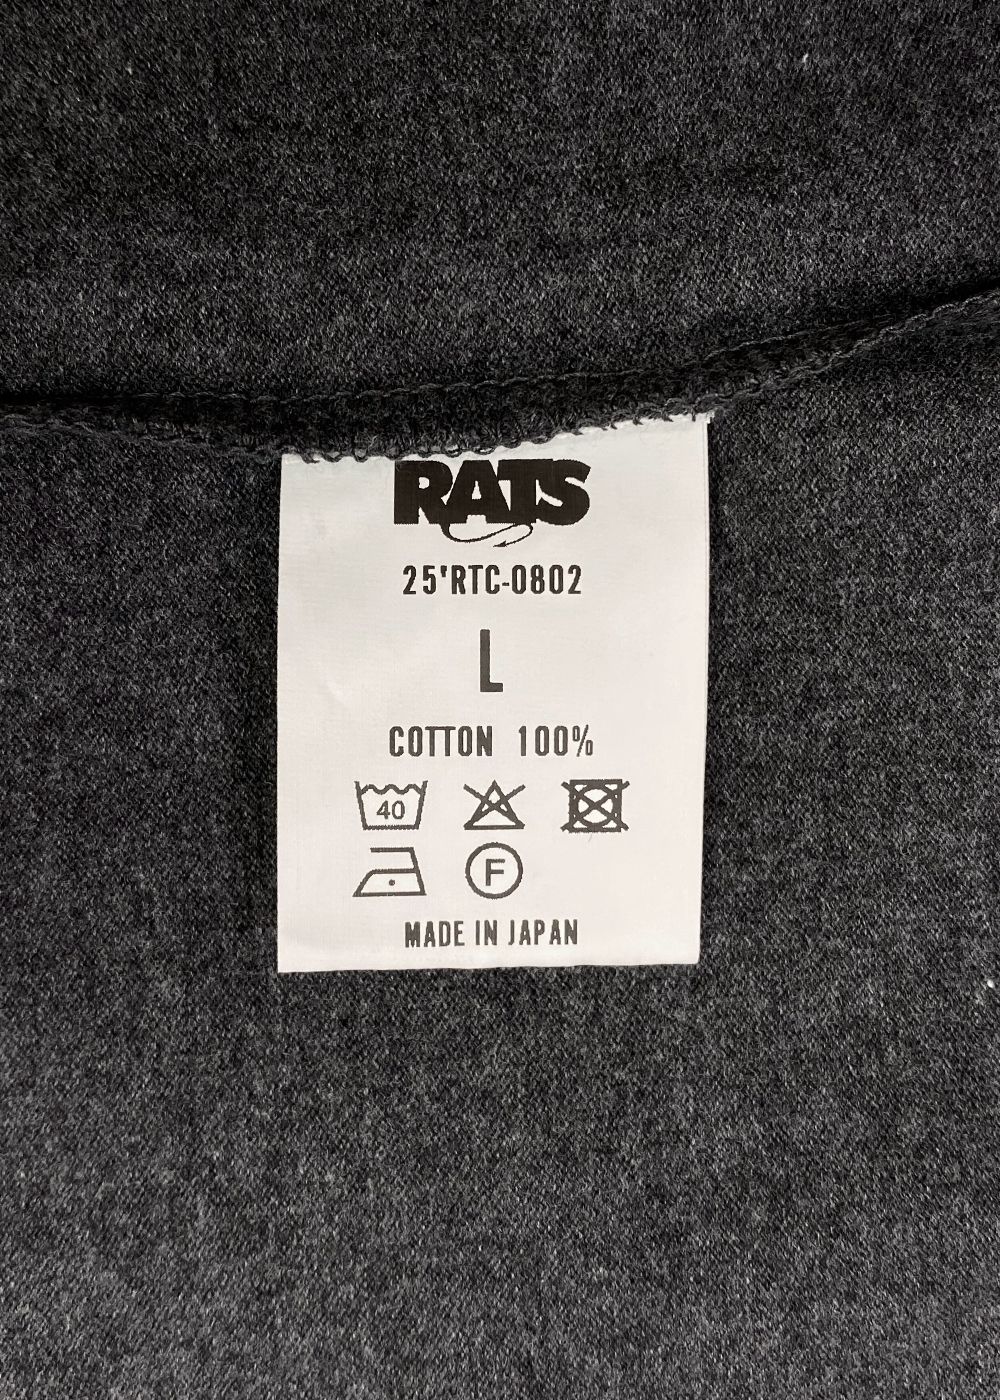 RATS
25'RTC-0802
L
COTTON 100%
40
F
MADE IN JAPAN